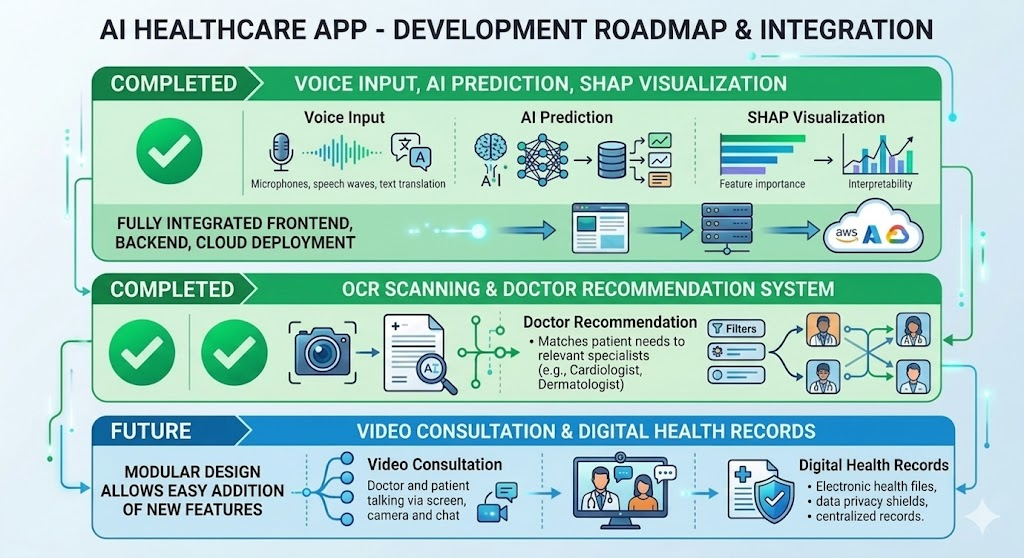 AI HEALTHCARE APP - DEVELOPMENT ROADMAP & INTEGRATION
COMPLETED
VOICE INPUT, AI PREDICTION, SHAP VISUALIZATION
Voice Input
Microphones, speech waves, text translation
AI Prediction
A I
SHAP Visualization
Feature importance
Interpretability
FULLY INTEGRATED FRONTEND,
BACKEND, CLOUD DEPLOYMENT
aws
COMPLETED
OCR SCANNING & DOCTOR RECOMMENDATION SYSTEM
Doctor Recommendation
• Matches patient needs to
relevant specialists
(e.g., Cardiologist,
Dermatologist)
Filters
FUTURE
VIDEO CONSULTATION & DIGITAL HEALTH RECORDS
MODULAR DESIGN
ALLOWS EASY ADDITION
OF NEW FEATURES
Video Consultation
Doctor and patient
talking via screen,
camera and chat
Digital Health Records
• Electronic health files,
• data privacy shields,
• centralized records.